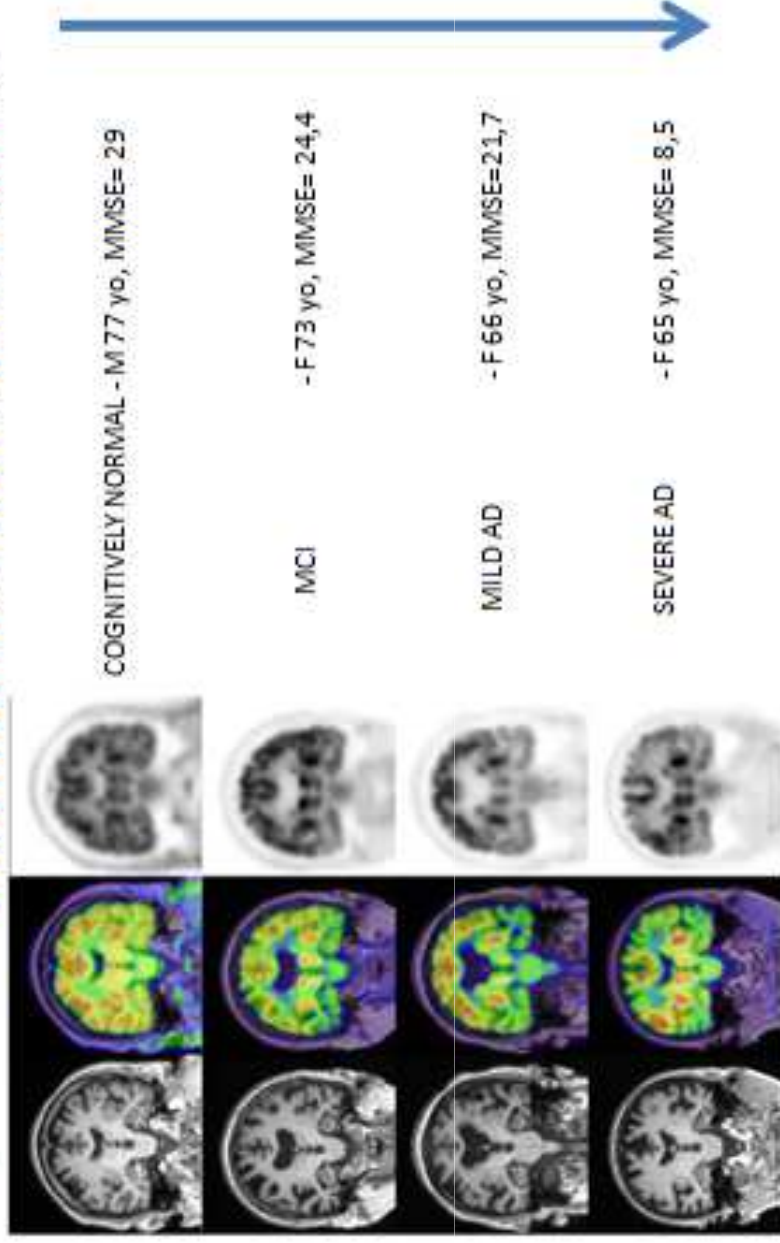 COGNITIVELY NORMAL - M 77 yo, MMSE= 29
MCI - F 73 yo, MMSE= 24,4
MILD AD - F 66 yo, MMSE=21,7
SEVERE AD - F 65 yo, MMSE= 8,5